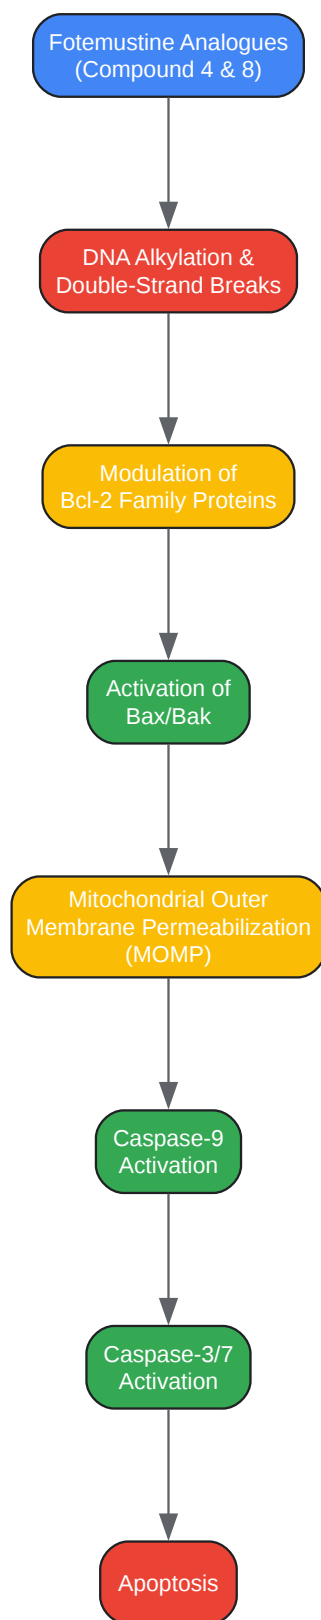 Fotemustine Analogues
(Compound 4 & 8)
DNA Alkylation &
Double-Strand Breaks
Modulation of
Bcl-2 Family Proteins
Activation of
Bax/Bak
Mitochondrial Outer
Membrane Permeabilization
(MOMP)
Caspase-9
Activation
Caspase-3/7
Activation
Apoptosis